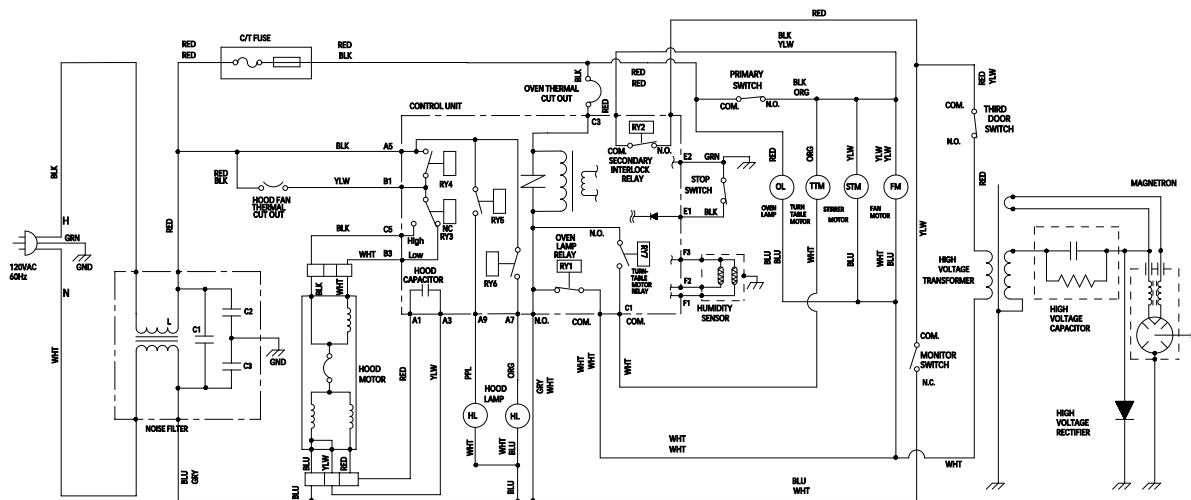 RED
RED
RED
C/T FUSE
RED
BLK
BLK
YLW
RED
RED
BLK
OVEN THERMAL
CUT OUT
RED
C3
PRIMARY
SWITCH
COM.
N.O.
BLK
ORG
RED
YLW
COM.
THIRD
DOOR
SWITCH
N.O.
CONTROL UNIT
RY2
COM.
N.O.
SECONDARY
INTERLOCK
RELAY
BLK
A5
RY4
RED
BLK
YLW
B1
HOOD FAN
THERMAL
CUT OUT
NC
RY3
RY5
E2
GRN
STOP
SWITCH
E1
BLK
RED
ORG
YLW
YLW
YLW
OL
TTM
STM
FM
OVEN
LAMP
TURN
TABLE
MOTOR
STIRRER
MOTOR
FAN
MOTOR
RED
MAGNETRON
BLK
H
GRN
GND
120VAC
60Hz
N
WHT
RED
BLK
C5
High
Low
WHT
B3
HOOD
CAPACITOR
RY6
N.O.
OVEN
LAMP
RELAY
RY1
RY7
TURN-
TABLE MOTOR
RELAY
F3
F2
F1
HUMIDITY
SENSOR
BLU
BLU
WHT
BLU
WHT
BLU
YLW
HIGH
VOLTAGE
TRANSFORMER
HIGH
VOLTAGE
CAPACITOR
L
C1
C2
C3
GND
NOISE FILTER
BLK
WHT
A1
A3
A9
A7
N.O.
COM.
C1
COM.
HOOD
MOTOR
RED
YLW
PPL
HOOD
LAMP
ORG
GRY
WHT
WHT
WHT
WHT
HL
HL
WHT
WHT
BLU
COM.
MONITOR
SWITCH
N.C.
HIGH
VOLTAGE
RECTIFIER
WHT
WHT
WHT
BLU
GRY
BLU
YLW
RED
BLU
BLU
BLU
WHT